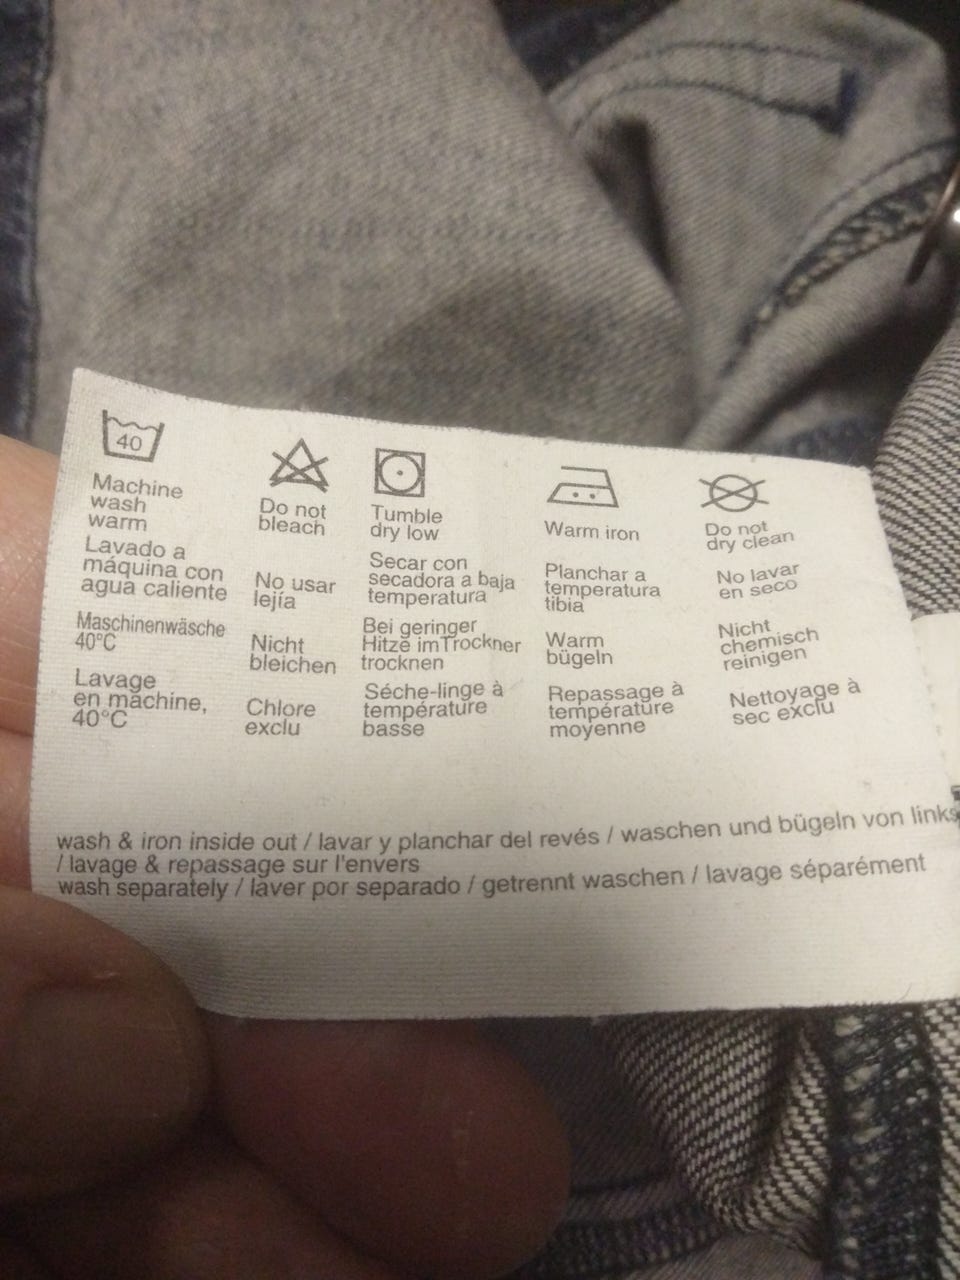 40
Machine
wash
warm
Lavado a
máquina con
agua caliente
Maschinenwäsche
40°C
Lavage
en machine,
40°C
Do not
bleach
No usar
lejía
Nicht
bleichen
Chlore
exclu
Tumble
dry low
Secar con
secadora a baja
temperatura
Bei geringer
Hitze imTrockner
trocknen
Séche-linge à
température
basse
Warm iron
Planchar a
temperatura
tibia
Warm
bügeln
Repassage à
température
moyenne
Do not
dry clean
No lavar
en seco
Nicht
chemisch
reinigen
Nettoyage à
sec exclu
wash & iron inside out / lavar y planchar del revés / waschen und bügeln von links
/ lavage & repassage sur l'envers
wash separately / laver por separado / getrennt waschen / lavage séparément